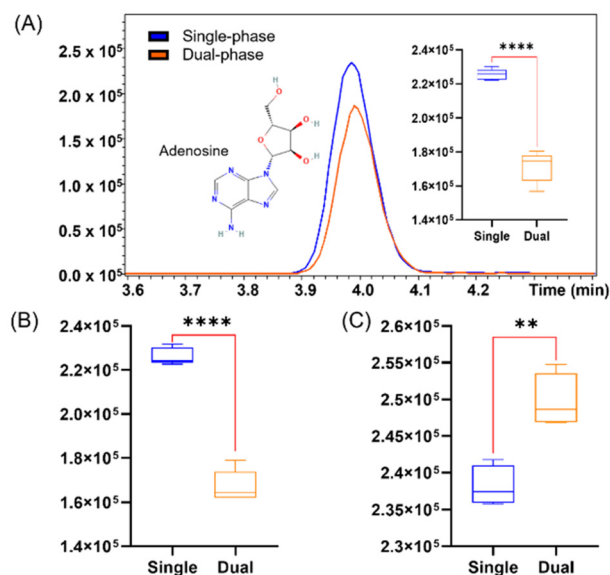 (A)
Single-phase
Dual-phase
Adenosine
2.5 x 10⁵
2.0 x 10⁵
1.5 x 10⁵
1.0 x 10⁵
0.5 x 10⁵
0.0 x 10⁵
3.6 3.7 3.8 3.9 4.0 4.1 4.2 Time (min)
H
O
O
O H
O
H
N
N
N
N
N
H H
****
2.4×10⁵
2.2×10⁵
2.0×10⁵
1.8×10⁵
1.6×10⁵
1.4×10⁵
Single Dual
(B)
****
2.4×10⁵
2.2×10⁵
2.0×10⁵
1.8×10⁵
1.6×10⁵
1.4×10⁵
Single Dual
(C)
**
2.6×10⁵
2.55×10⁵
2.5×10⁵
2.45×10⁵
2.4×10⁵
2.35×10⁵
2.3×10⁵
Single Dual